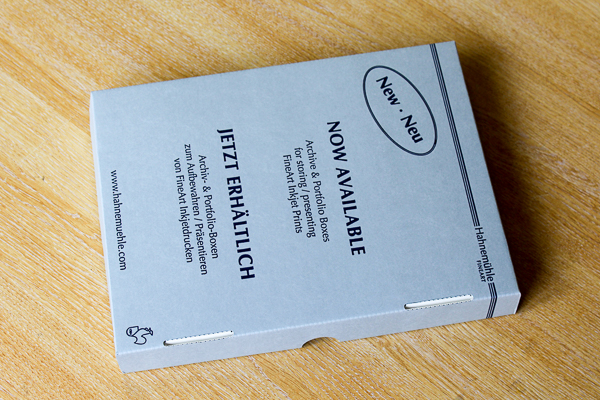 New · Neu
Hahnemühle
FINEART
NOW AVAILABLE
Archive & Portfolio Boxes
for storing / presenting
FineArt Inkjet Prints
JETZT ERHÄLTLICH
Archiv- & Portfolio-Boxen
zum Aufbewahren / Präsentieren
von FineArt Inkjetdrucken
www.hahnemuehle.com